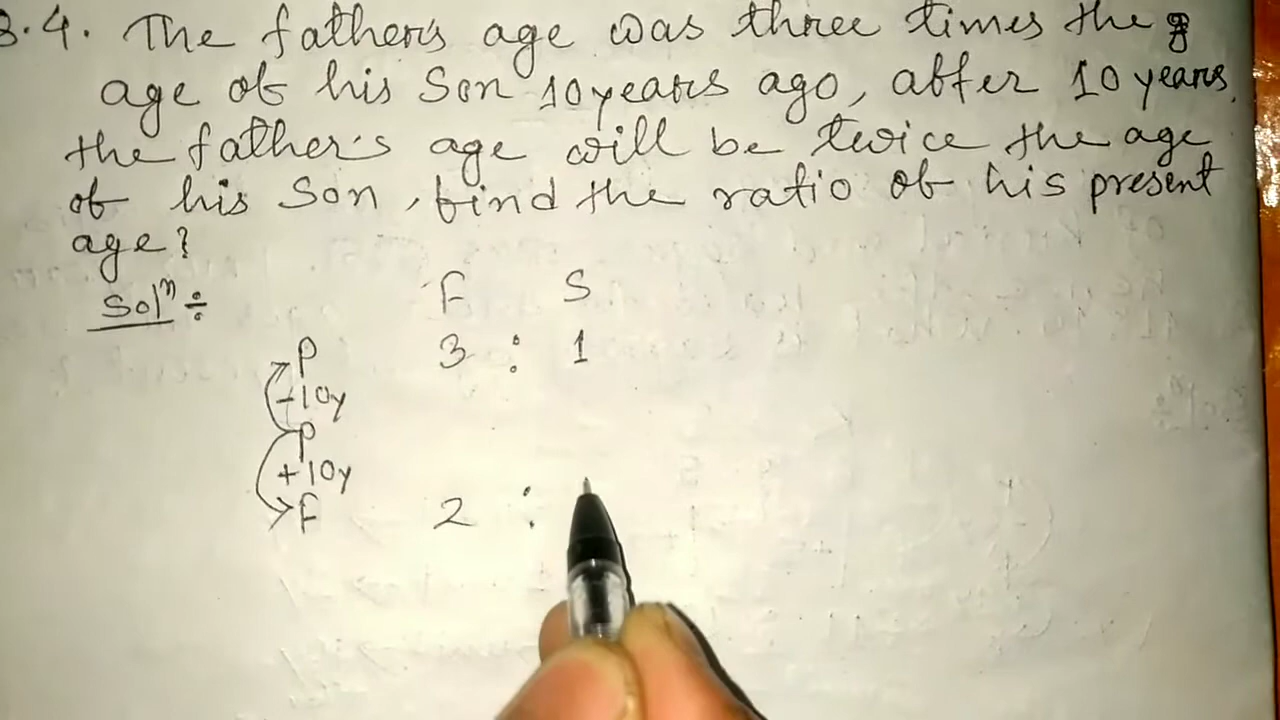 3.4. The father's age was three times the
age of his Son 10 years ago, after 10 years,
the father's age will be twice the age
of his Son, find the ratio of his present
age?
Solⁿ ÷
F S
P 3 : 1
-10y
P
+10y
F 2 :